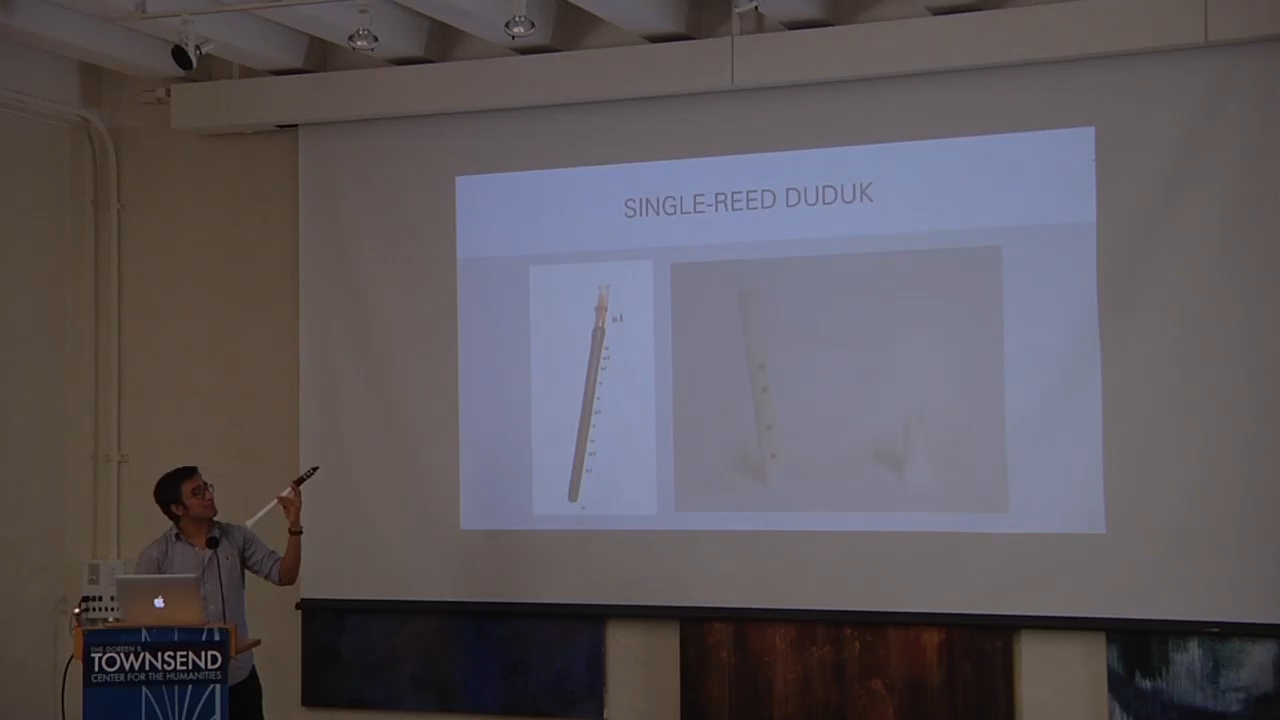 SINGLE-REED DUDUK
THE DOREEN B.
TOWNSEND
CENTER FOR THE HUMANITIES